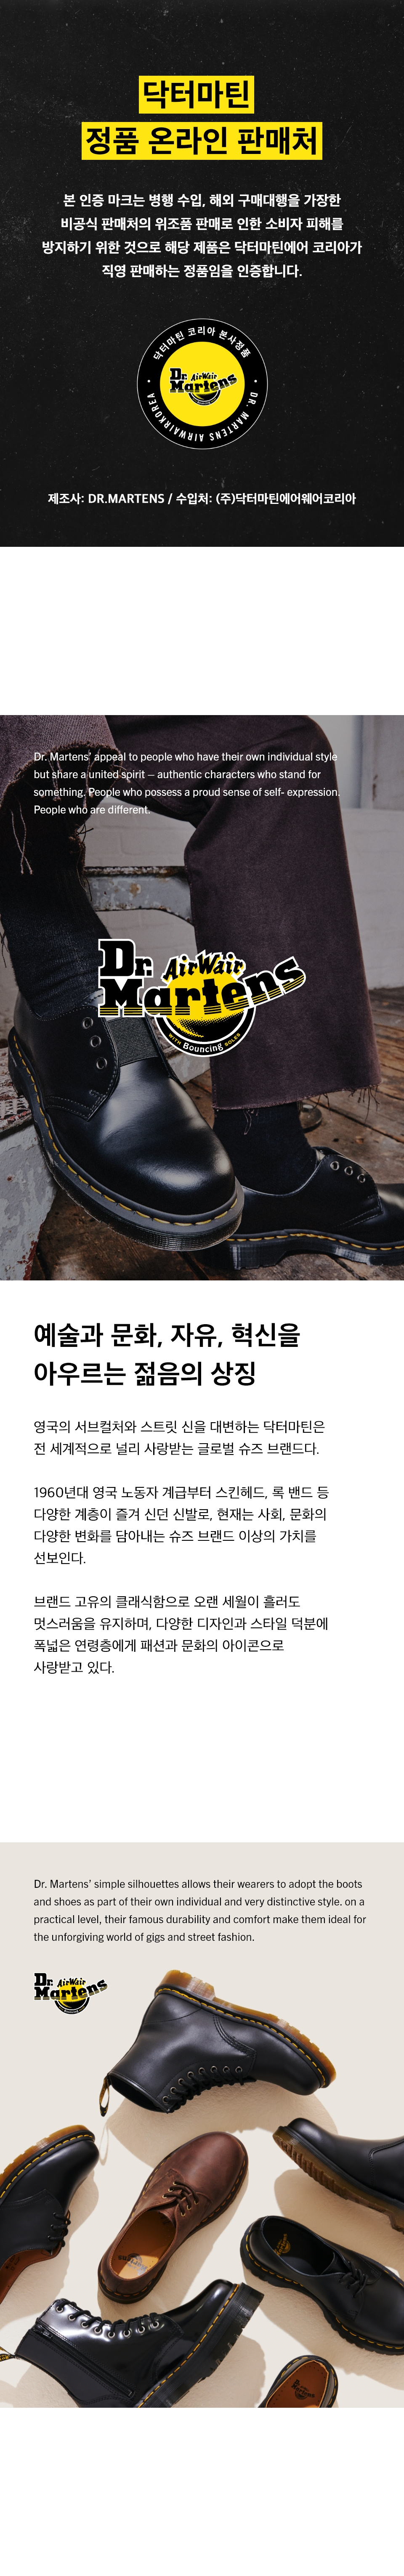 닥터마틴
정품 온라인 판매처
본 인증 마크는 병행 수입, 해외 구매대행을 가장한
비공식 판매처의 위조품 판매로 인한 소비자 피해를
방지하기 위한 것으로 해당 제품은 닥터마틴에어 코리아가
직영 판매하는 정품임을 인증합니다.
닥터마틴 코리아 본사정품
Dr. AirWair
Martens
DR. MARTENS AIRWAIRKOREA
제조사: DR.MARTENS / 수입처: (주)닥터마틴에어웨어코리아
Dr. Martens’ appeal to people who have their own individual style
but share a united spirit – authentic characters who stand for
something. People who possess a proud sense of self- expression.
People who are different.
Dr. AirWair
Martens
WITH Bouncing SOLES
예술과 문화, 자유, 혁신을
아우르는 젊음의 상징
영국의 서브컬처와 스트릿 신을 대변하는 닥터마틴은
전 세계적으로 널리 사랑받는 글로벌 슈즈 브랜드다.
1960년대 영국 노동자 계급부터 스킨헤드, 록 밴드 등
다양한 계층이 즐겨 신던 신발로, 현재는 사회, 문화의
다양한 변화를 담아내는 슈즈 브랜드 이상의 가치를
선보인다.
브랜드 고유의 클래식함으로 오랜 세월이 흘러도
멋스러움을 유지하며, 다양한 디자인과 스타일 덕분에
폭넓은 연령층에게 패션과 문화의 아이콘으로
사랑받고 있다.
Dr. Martens’ simple silhouettes allows their wearers to adopt the boots
and shoes as part of their own individual and very distinctive style. on a
practical level, their famous durability and comfort make them ideal for
the unforgiving world of gigs and street fashion.
Dr. AirWair
Martens